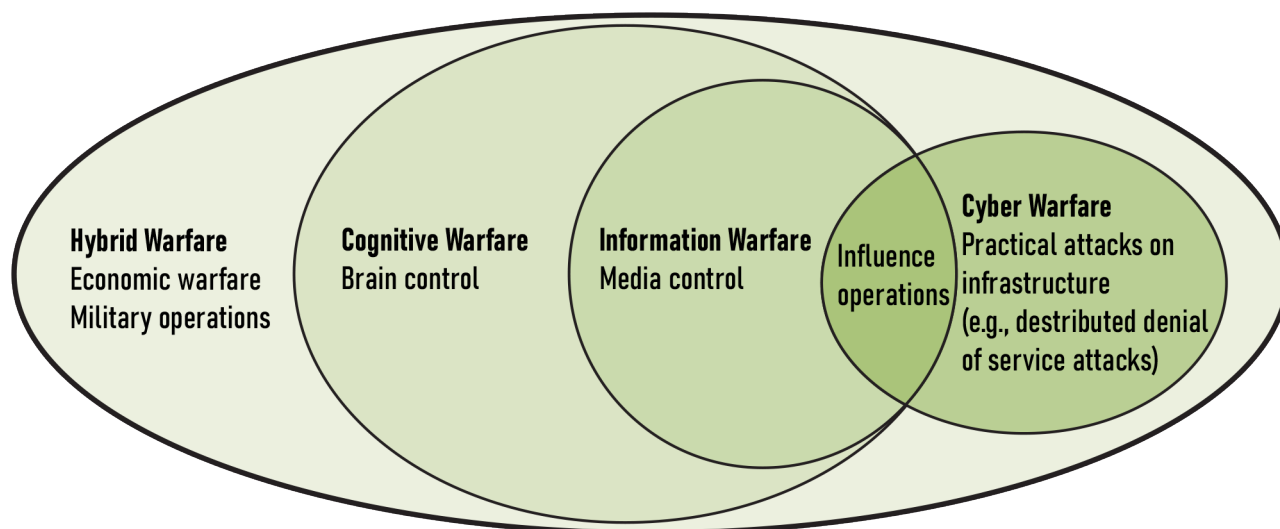 Hybrid Warfare
Economic warfare
Military operations
Cognitive Warfare
Brain control
Information Warfare
Media control
Influence
operations
Cyber Warfare
Practical attacks on
infrastructure
(e.g., destributed denial
of service attacks)